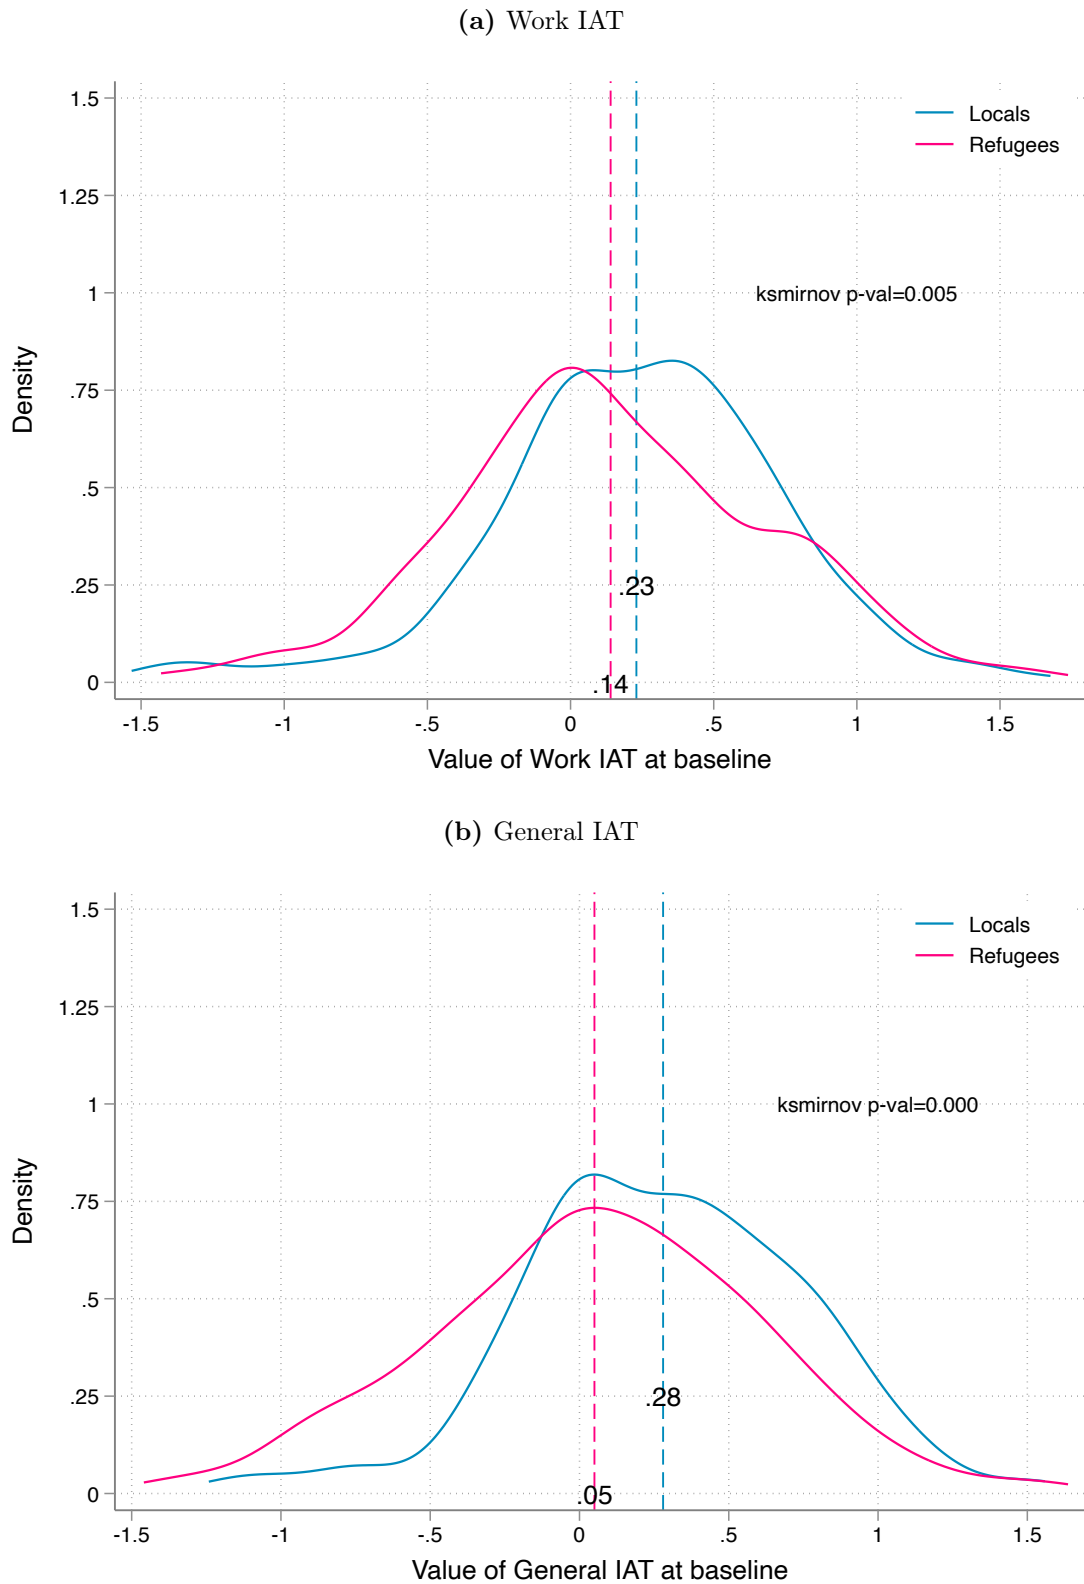 (a) Work IAT
1.5
1.25
1
.75
.5
.25
0
Density
Locals
Refugees
ksmirnov p-val=0.005
.23
.14
-1.5 -1 -.5 0 .5 1 1.5
Value of Work IAT at baseline
(b) General IAT
1.5
1.25
1
.75
.5
.25
0
Density
Locals
Refugees
ksmirnov p-val=0.000
.28
.05
-1.5 -1 -.5 0 .5 1 1.5
Value of General IAT at baseline